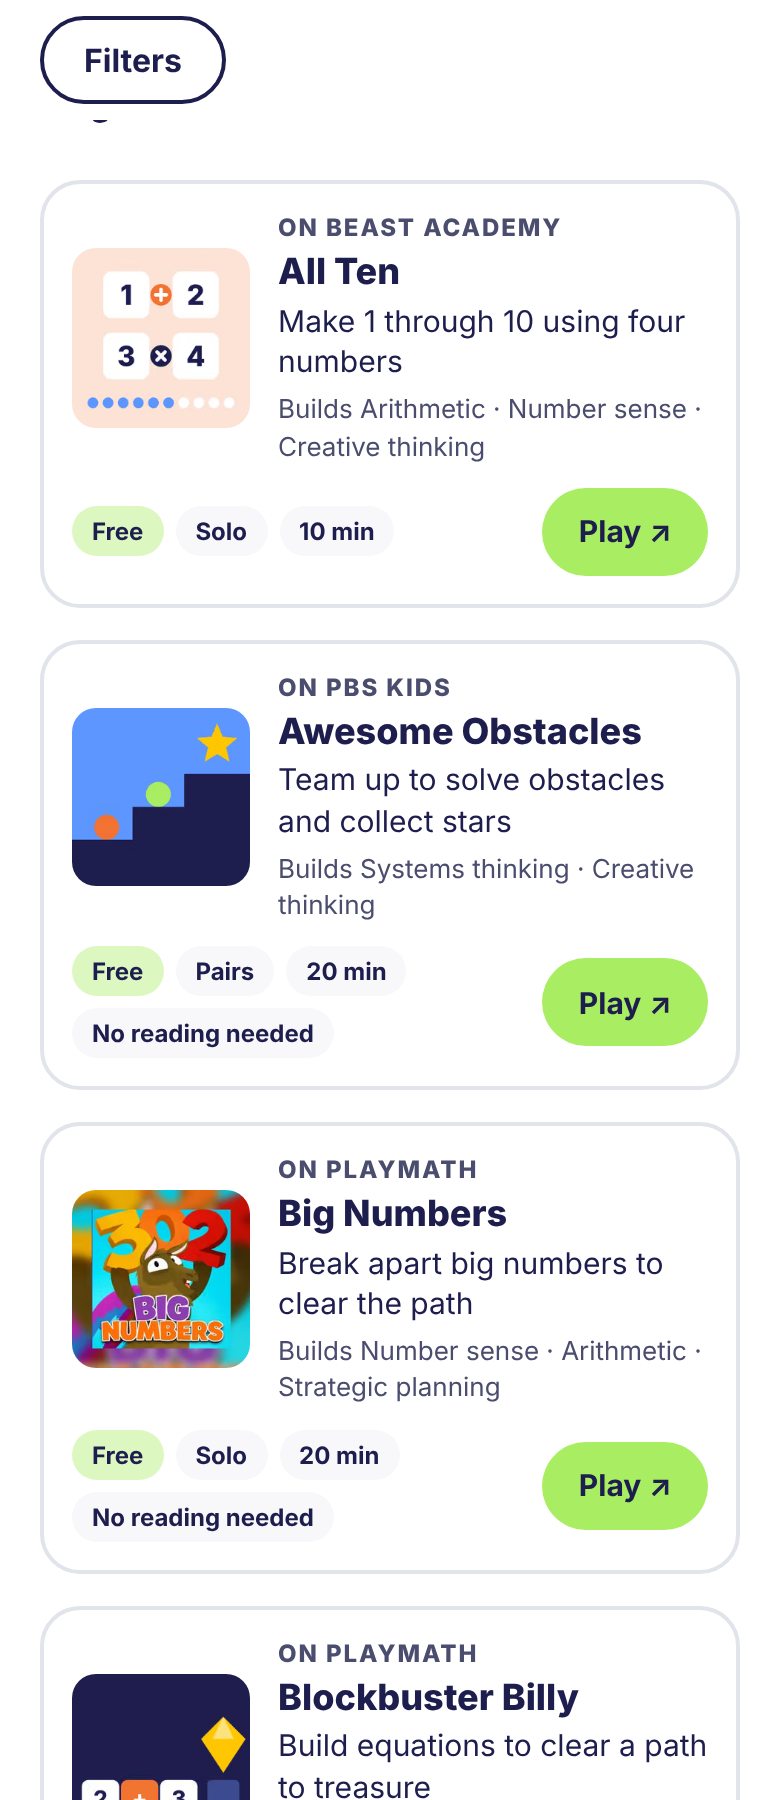 Filters
ON BEAST ACADEMY
All Ten
Make 1 through 10 using four
numbers
Builds Arithmetic · Number sense ·
Creative thinking
1 + 2
3 × 4
Free
Solo
10 min
Play ↗
ON PBS KIDS
Awesome Obstacles
Team up to solve obstacles
and collect stars
Builds Systems thinking · Creative
thinking
Free
Pairs
20 min
No reading needed
Play ↗
ON PLAYMATH
Big Numbers
Break apart big numbers to
clear the path
Builds Number sense · Arithmetic ·
Strategic planning
302
BIG
NUMBERS
Free
Solo
20 min
No reading needed
Play ↗
ON PLAYMATH
Blockbuster Billy
Build equations to clear a path
to treasure
2 + 3